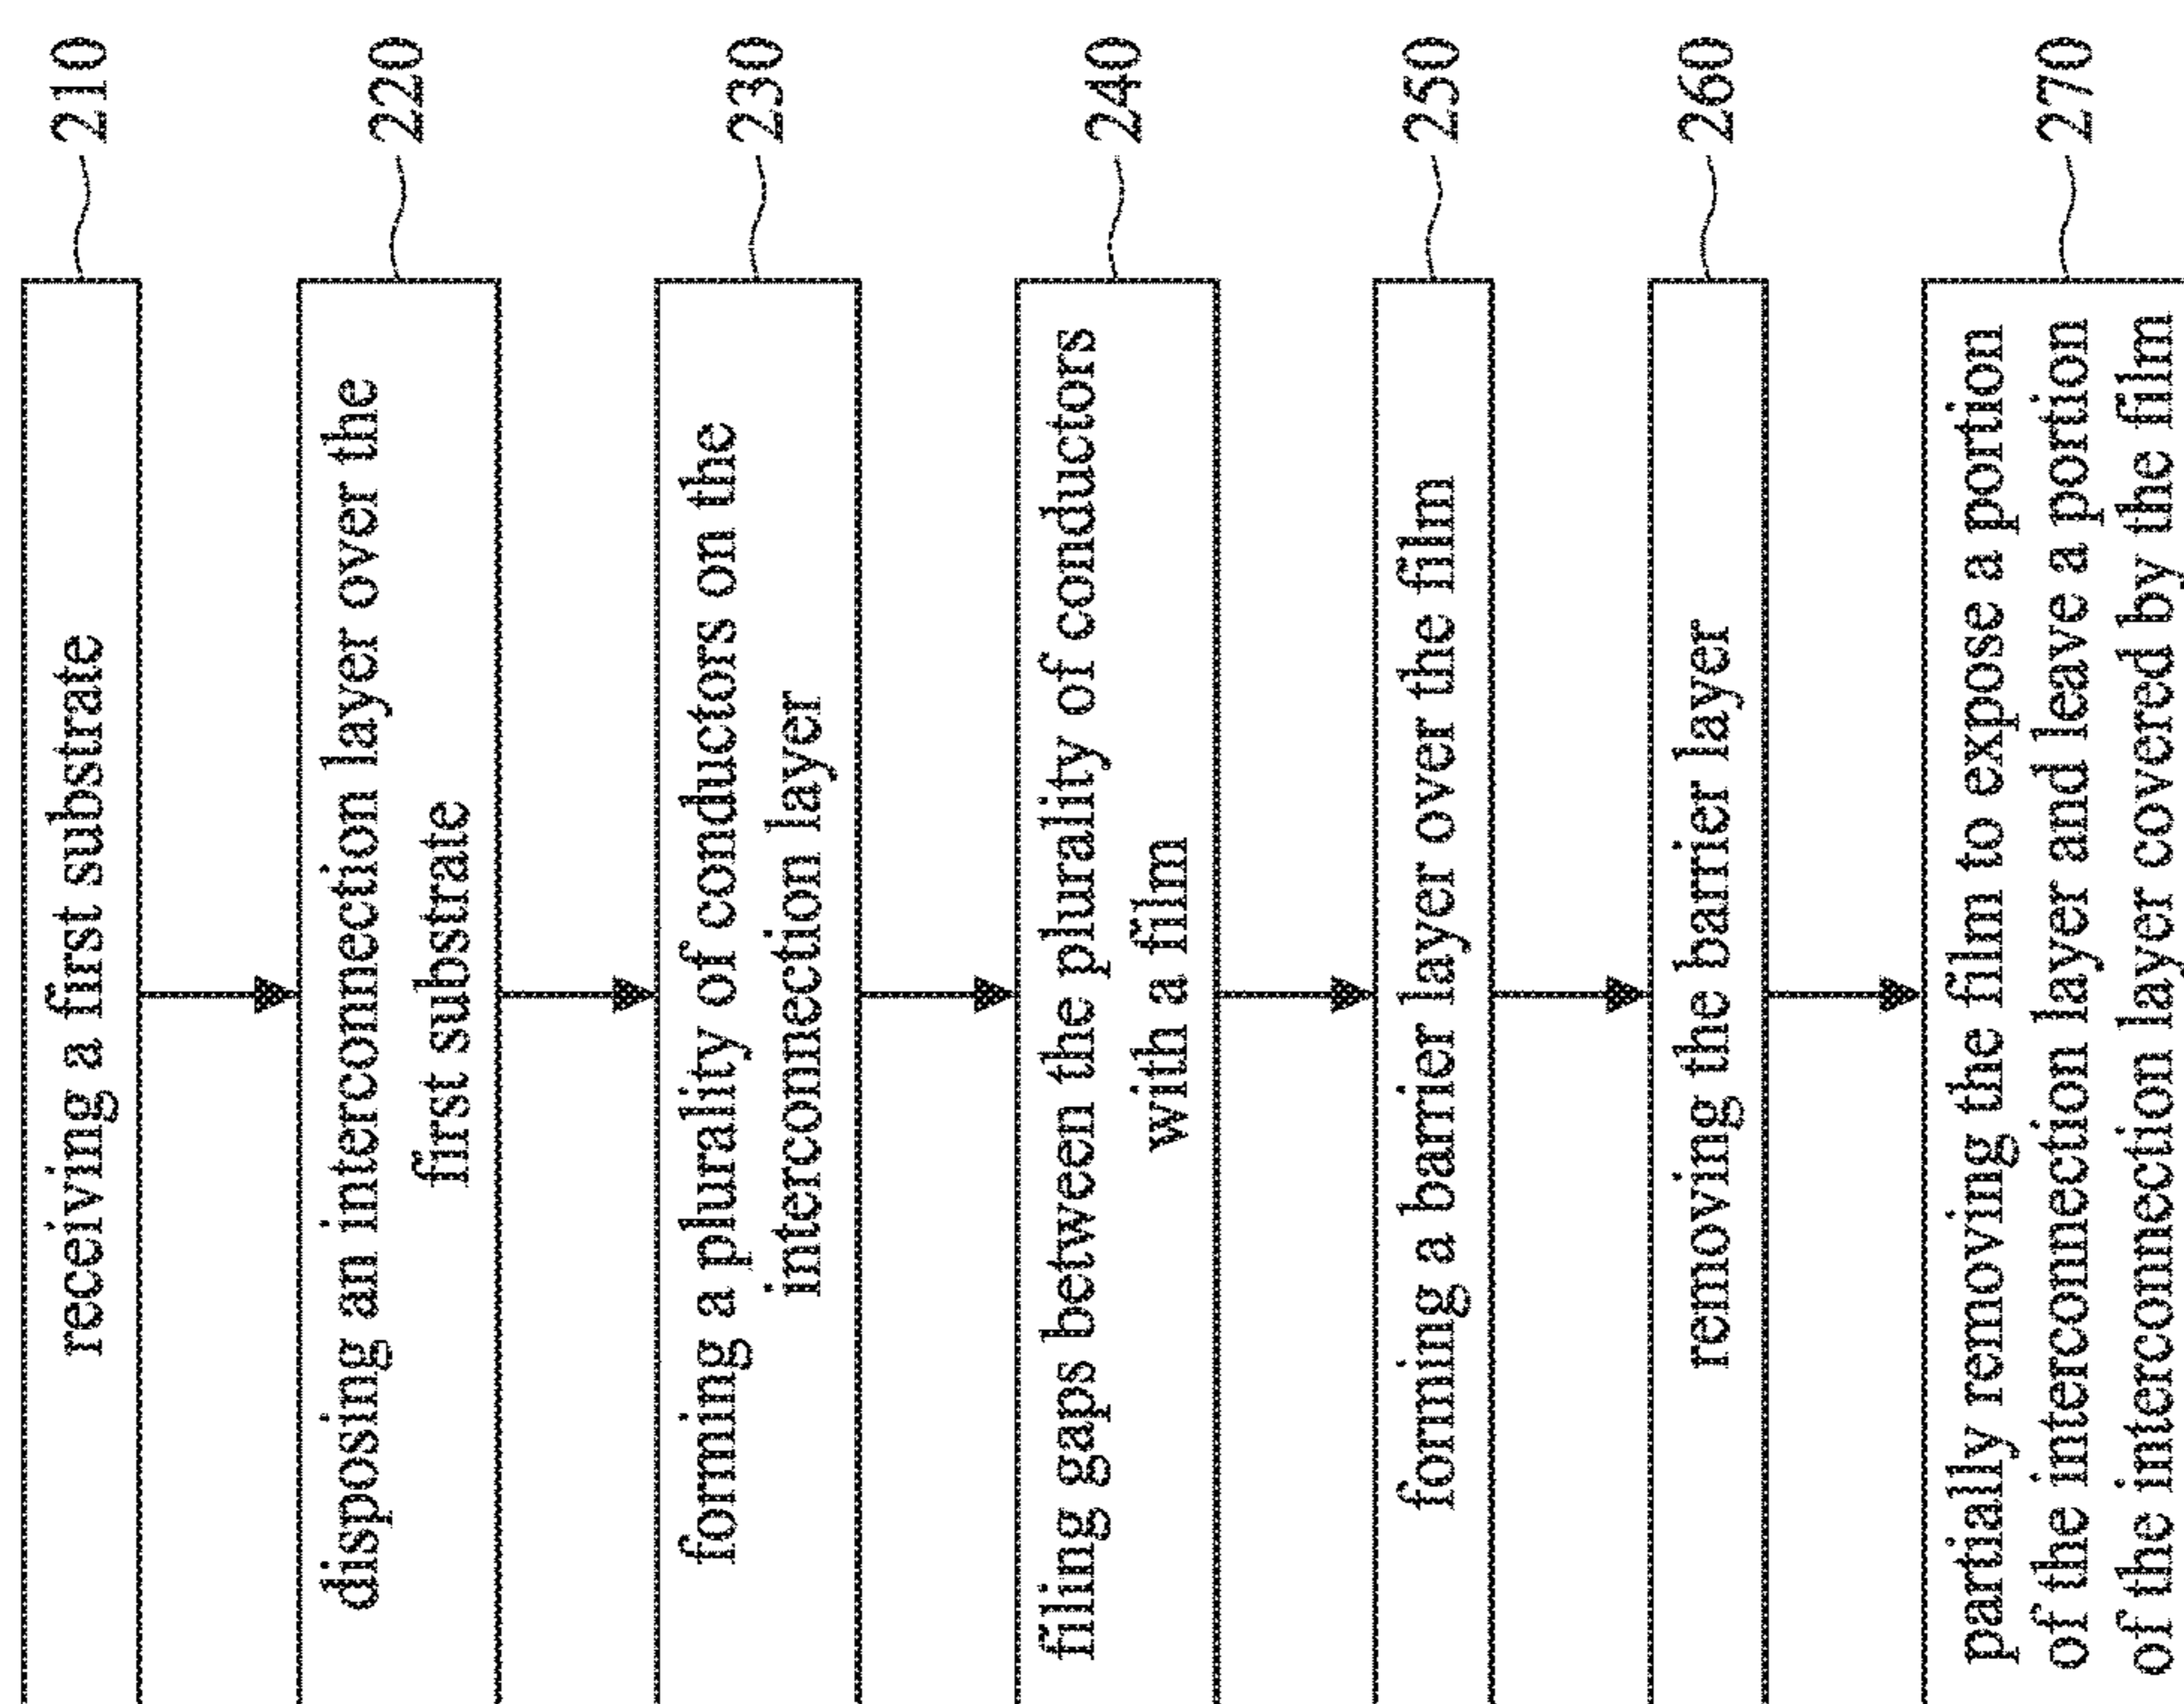 receiving a first substrate
210
disposing an interconnection layer over the
first substrate
220
forming a plurality of conductors on the
interconnection layer
230
filing gaps between the plurality of conductors
with a film
240
forming a barrier layer over the film
250
removing the barrier layer
260
partially removing the film to expose a portion
of the interconnection layer and leave a portion
of the interconnection layer covered by the film
270